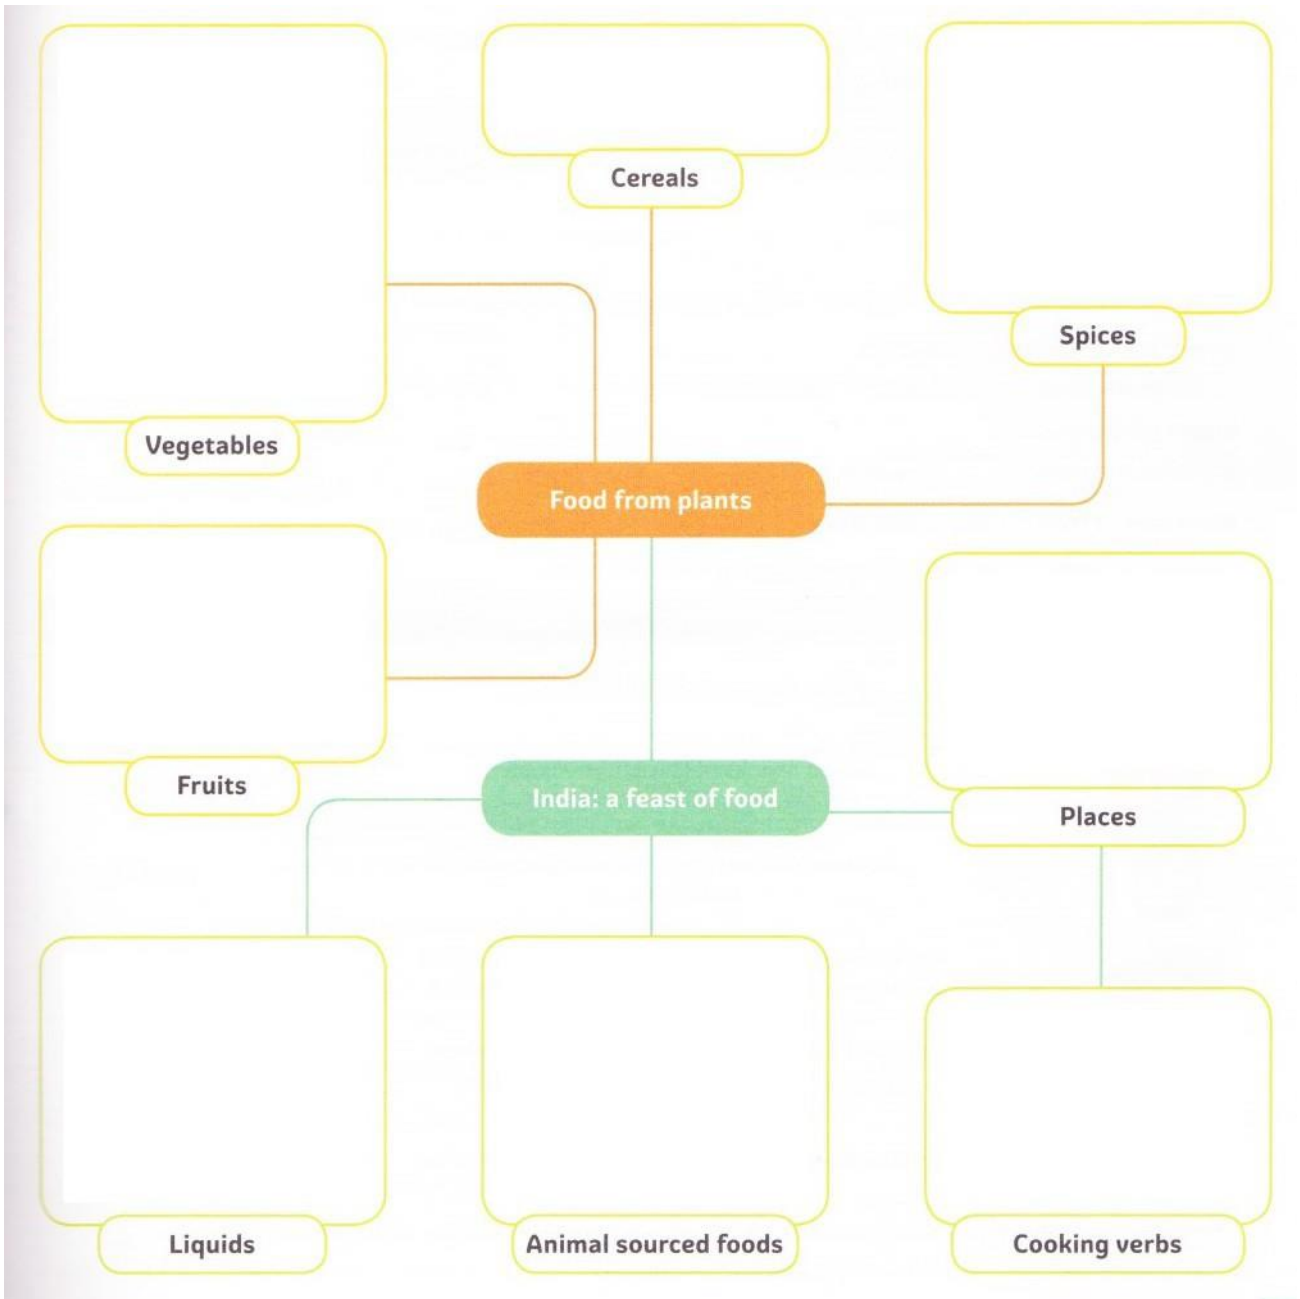 Cereals
Spices
Vegetables
Food from plants
Fruits
India: a feast of food
Places
Liquids
Animal sourced foods
Cooking verbs